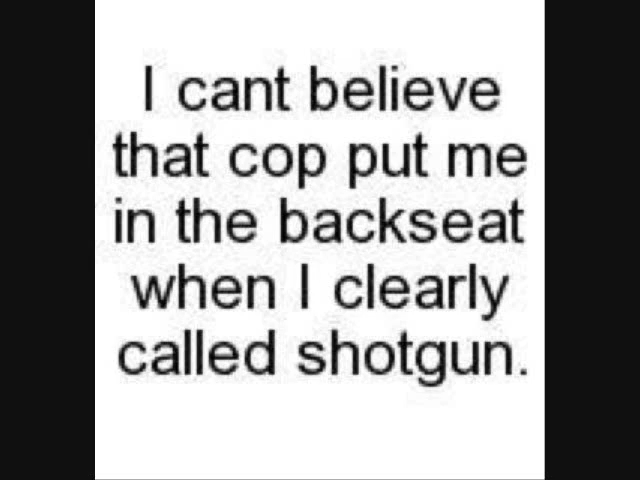 I cant believe
that cop put me
in the backseat
when I clearly
called shotgun.